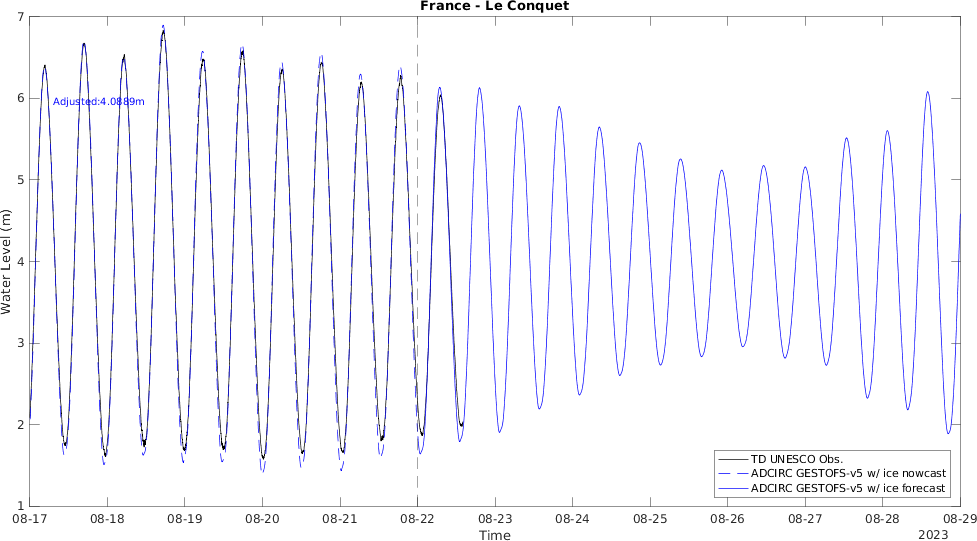 France - Le Conquet
7
6
5
4
3
2
1
Water Level (m)
Adjusted:4.0889m
TD UNESCO Obs.
ADCIRC GESTOFS-v5 w/ ice nowcast
ADCIRC GESTOFS-v5 w/ ice forecast
08-17 08-18 08-19 08-20 08-21 08-22 08-23 08-24 08-25 08-26 08-27 08-28 08-29
Time
2023